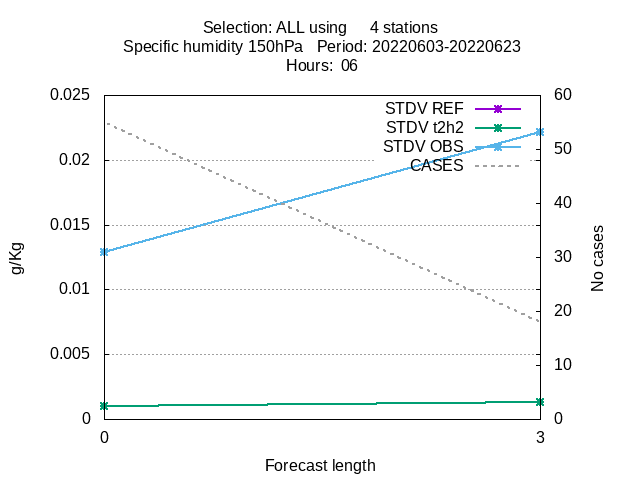 Selection: ALL using      4 stations
Specific humidity 150hPa   Period: 20220603-20220623
Hours:  06
0.025
0.02
0.015
0.01
0.005
0
60
50
40
30
20
10
0
STDV REF
STDV t2h2
STDV OBS
CASES
g/Kg
No cases
0
3
Forecast length